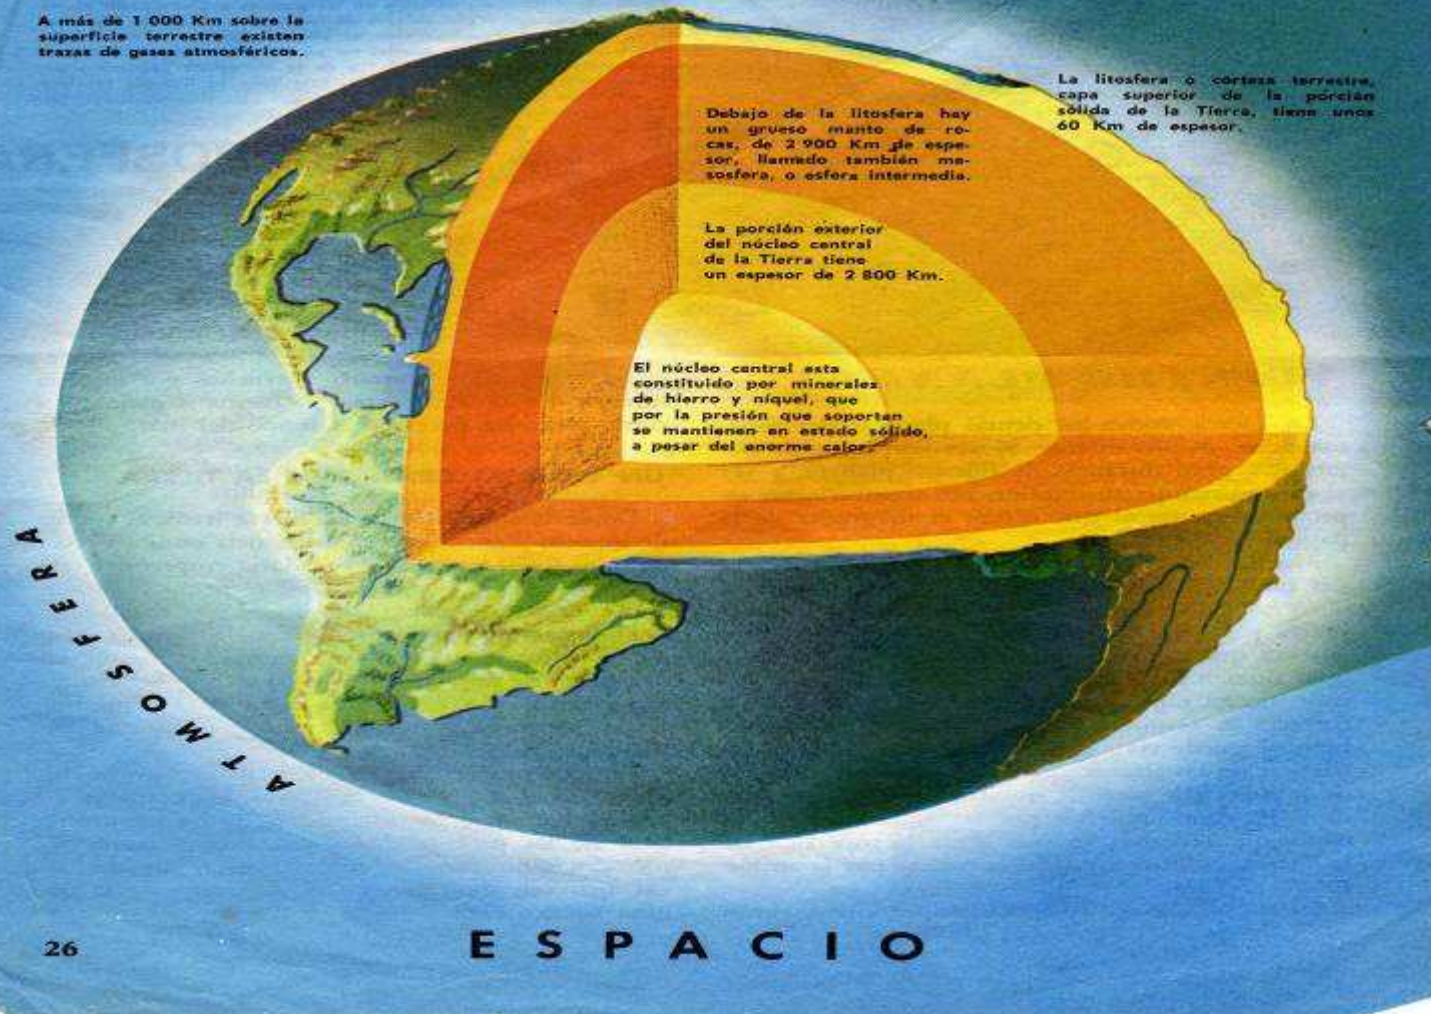 A más de 1 000 Km sobre la
superficie terrestre existen
trazas de gases atmosféricos.
La litosfera o corteza terrestre,
capa superior de la porción
sólida de la Tierra, tiene unos
60 Km de espesor.
Debajo de la litosfera hay
un grueso manto de ro-
cas, de 2 900 Km de espe-
sor, llamado también me-
sosfera, o esfera intermedia.
La porción exterior
del núcleo central
de la Tierra tiene
un espesor de 2 800 Km.
El núcleo central esta
constituido por minerales
de hierro y níquel, que
por la presión que soportan
se mantienen en estado sólido,
a pesar del enorme calor.
ATMOSFERA
ESPACIO
26